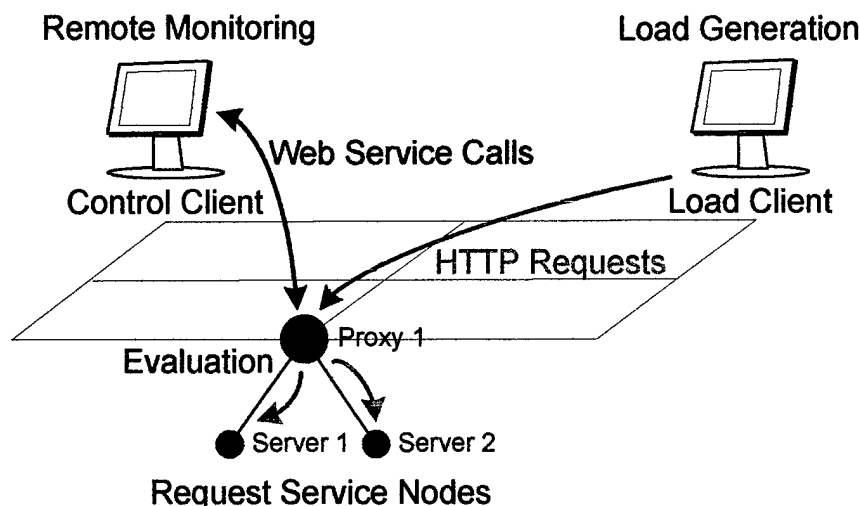 Remote Monitoring
Load Generation
Web Service Calls
Control Client
Load Client
HTTP Requests
Proxy 1
Evaluation
Server 1
Server 2
Request Service Nodes